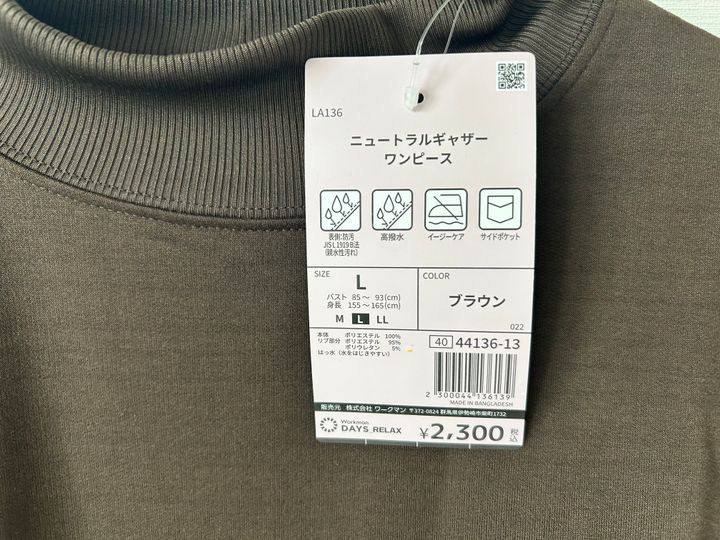 LA136
ニュートラルギャザー
ワンピース
表側:防汚
JIS L 1919 B法
(親水性汚れ)
高撥水
イージーケア
サイドポケット
SIZE
L
バスト 85〜 93(cm)
身長 155〜165(cm)
M L LL
COLOR
ブラウン
022
本体 ポリエステル 100%
リブ部分 ポリエステル 95%
ポリウレタン 5%
はっ水(水をはじきやすい)
40 44136-13
2 300044 136139
MADE IN BANGLADESH
販売元 株式会社 ワークマン 〒372-0824 群馬県伊勢崎市柴町1732
Workman
DAYS_RELAX
¥2,300 税込